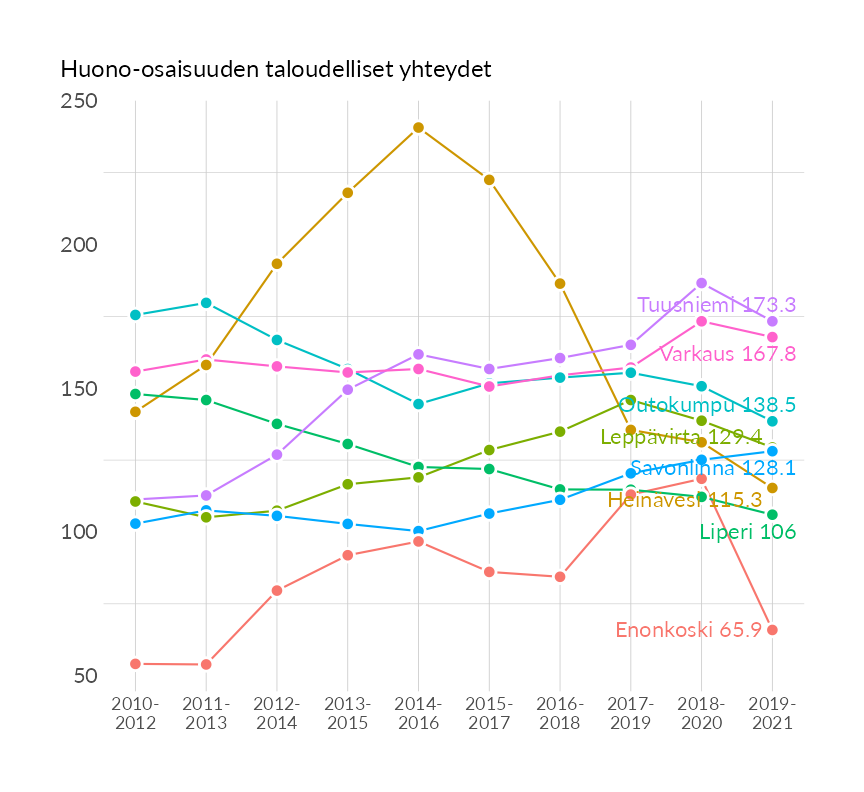 Huono-osaisuuden taloudelliset yhteydet
250
200
150
100
50
Tuusniemi 173.3
Varkaus 167.8
Outokumpu 138.5
Leppävirta 129.4
Savonlinna 128.1
Heinävesi 115.3
Liperi 106
Enonkoski 65.9
2010-
2012
2011-
2013
2012-
2014
2013-
2015
2014-
2016
2015-
2017
2016-
2018
2017-
2019
2018-
2020
2019-
2021